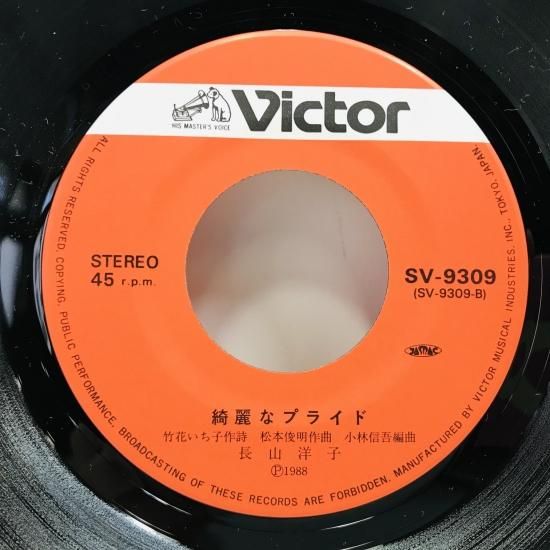 Victor
HIS MASTER'S VOICE
STEREO
45 r.p.m.
SV-9309
(SV-9309-B)
JASRAC
綺麗なプライド
竹花いち子作詩 松本俊明作曲 小林信吾編曲
長山洋子
Ⓟ1988
ALL RIGHTS RESERVED. COPYING, PUBLIC PERFORMANCE, BROADCASTING OF THESE RECORDS ARE FORBIDDEN. MANUFACTURED BY VICTOR MUSICAL INDUSTRIES, INC., TOKYO, JAPAN.